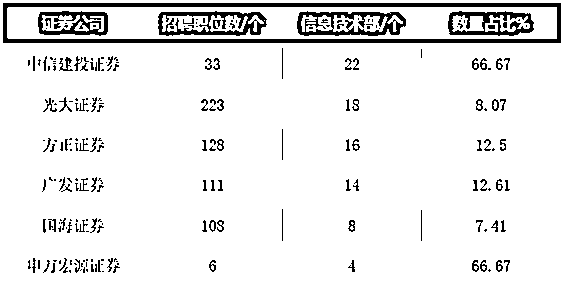 证券公司 招聘职位数/个 信息技术部/个 数量占比%
中信建投证券 33 22 66.67
光大证券 223 18 8.07
方正证券 128 16 12.5
广发证券 111 14 12.61
国海证券 108 8 7.41
申万宏源证券 6 4 66.67